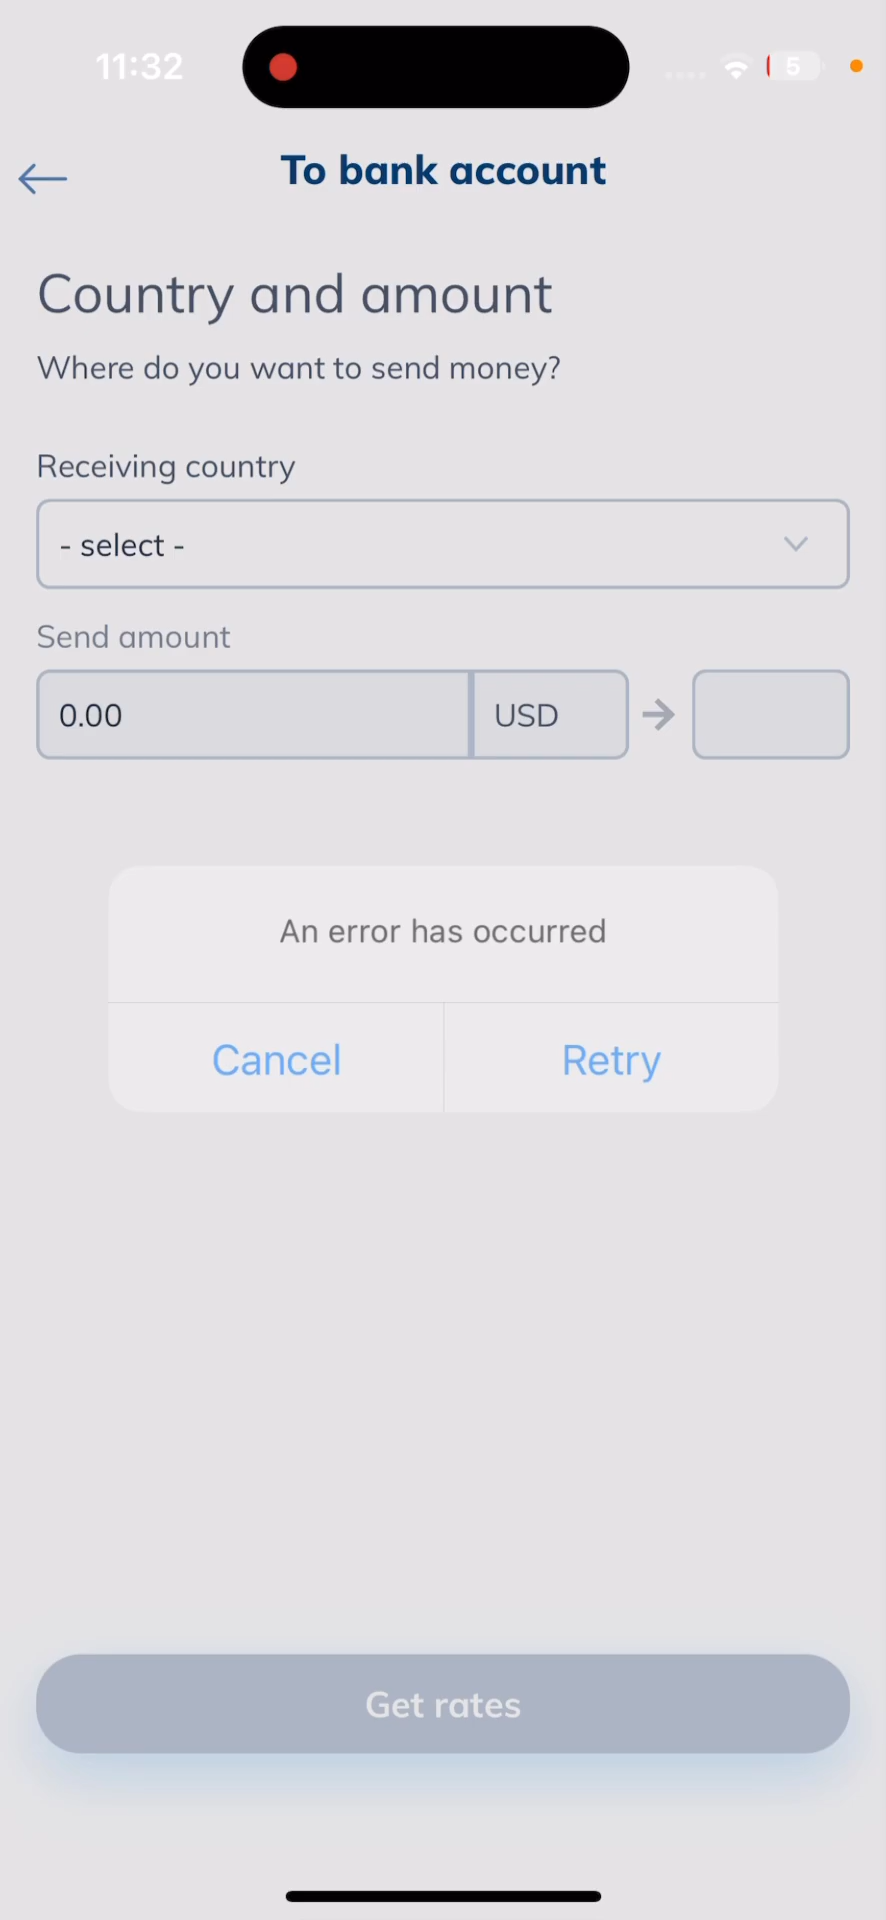 11:32
5
To bank account
Country and amount
Where do you want to send money?
Receiving country
- select -
Send amount
0.00
USD
An error has occurred
Cancel
Retry
Get rates